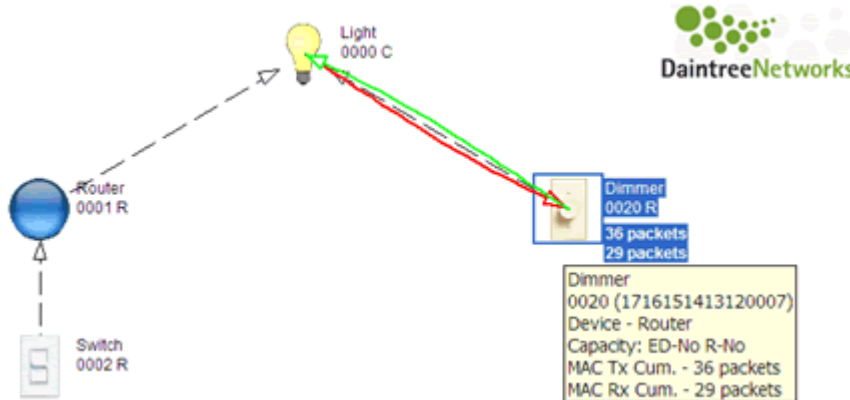 Light
0000 C
DaintreeNetworks
Router
0001 R
Dimmer
0020 R
36 packets
29 packets
Switch
0002 R
Dimmer
0020 (1716151413120007)
Device - Router
Capacity: ED-No R-No
MAC Tx Cum. - 36 packets
MAC Rx Cum. - 29 packets